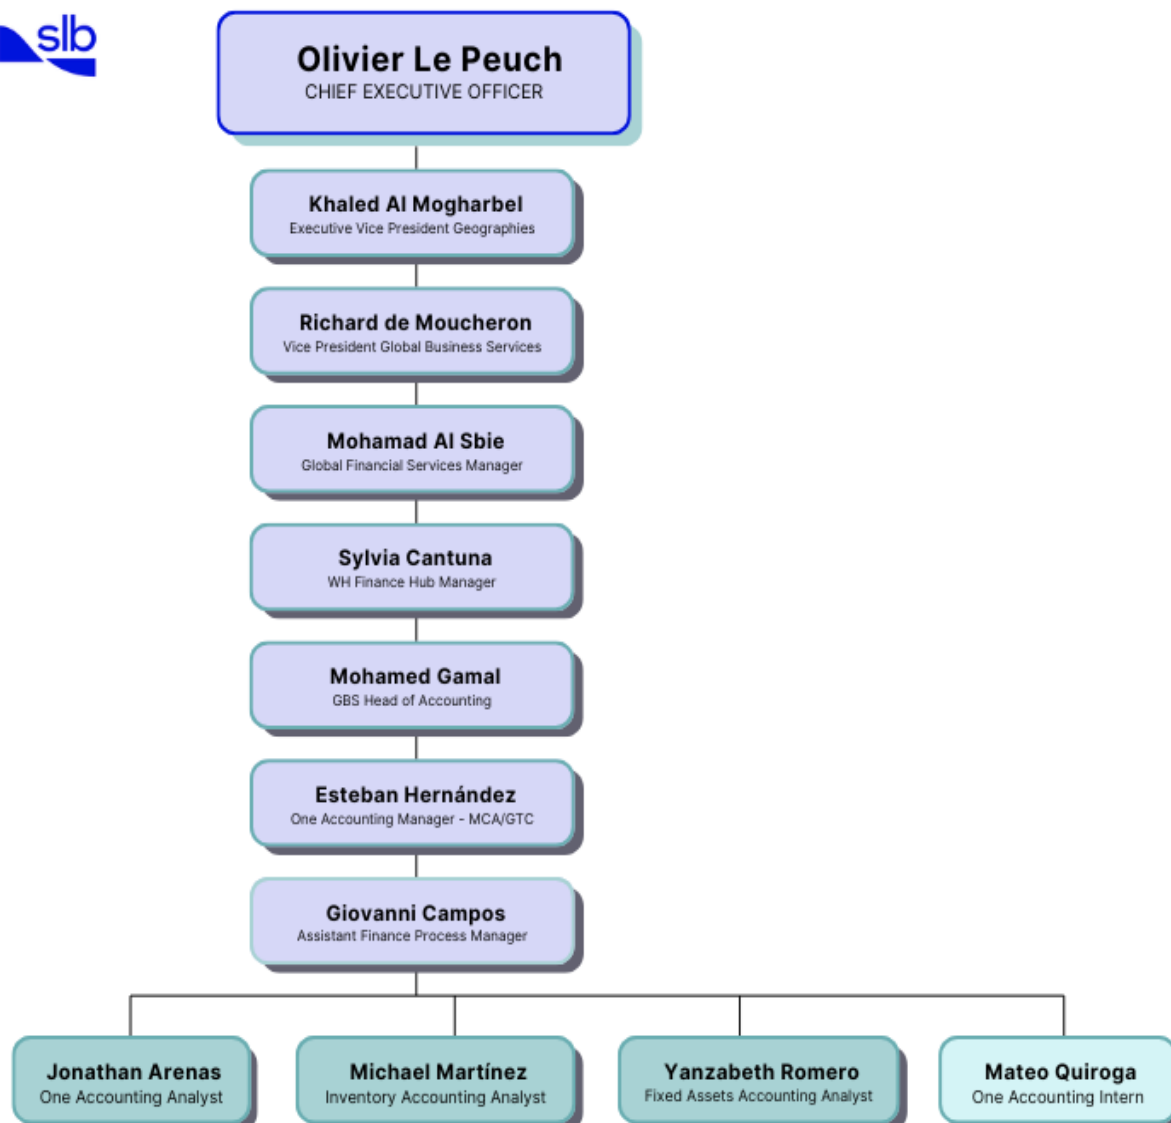 slb
Olivier Le Peuch
CHIEF EXECUTIVE OFFICER
Khaled Al Mogharbel
Executive Vice President Geographies
Richard de Moucheron
Vice President Global Business Services
Mohamad Al Sbie
Global Financial Services Manager
Sylvia Cantuna
WH Finance Hub Manager
Mohamed Gamal
GBS Head of Accounting
Esteban Hernández
One Accounting Manager - MCA/GTC
Giovanni Campos
Assistant Finance Process Manager
Jonathan Arenas
One Accounting Analyst
Michael Martínez
Inventory Accounting Analyst
Yanzabeth Romero
Fixed Assets Accounting Analyst
Mateo Quiroga
One Accounting Intern